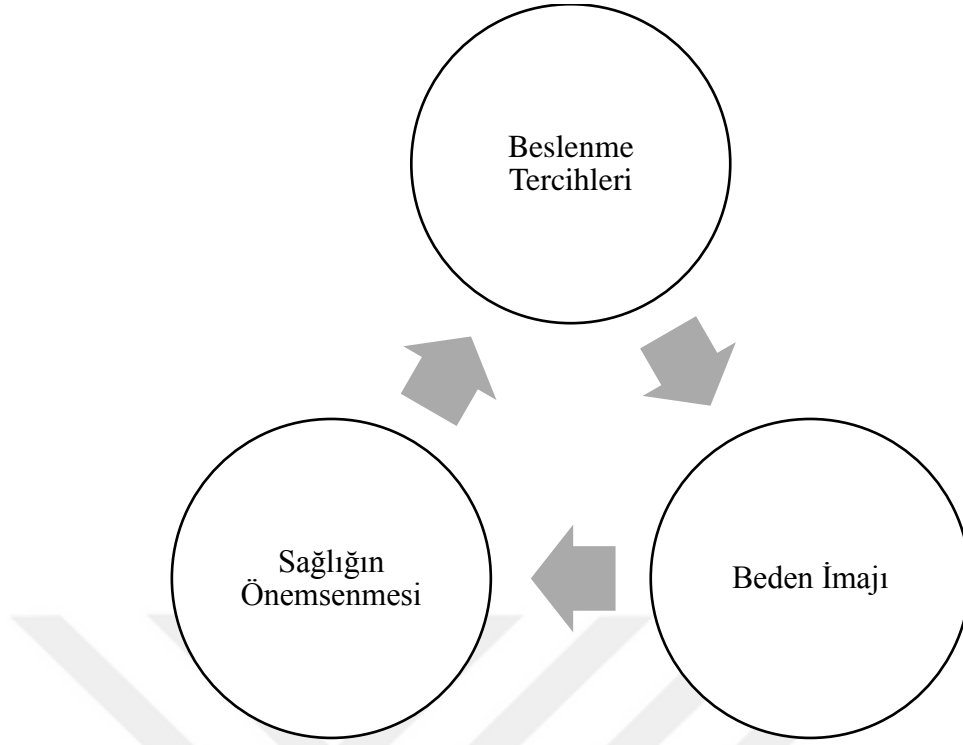 Beslenme
Tercihleri
Sağlığın
Önemsenmesi
Beden İmajı